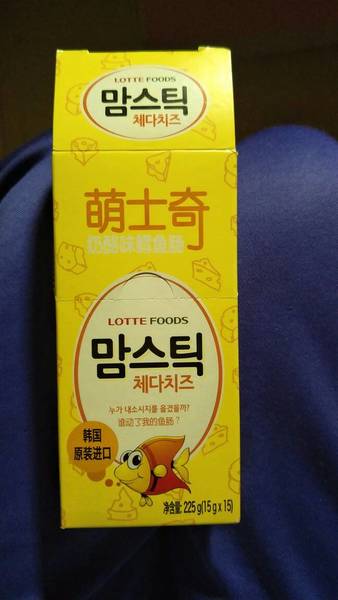 LOTTE FOODS
맘스틱
체다치즈
萌士奇
奶酪味鳕鱼肠
LOTTE FOODS
맘스틱
체다치즈
누가 내소시지를 옮겼을까?
谁动了我的鱼肠？
韩国
原装进口
净含量: 225 g(15 g x 15)